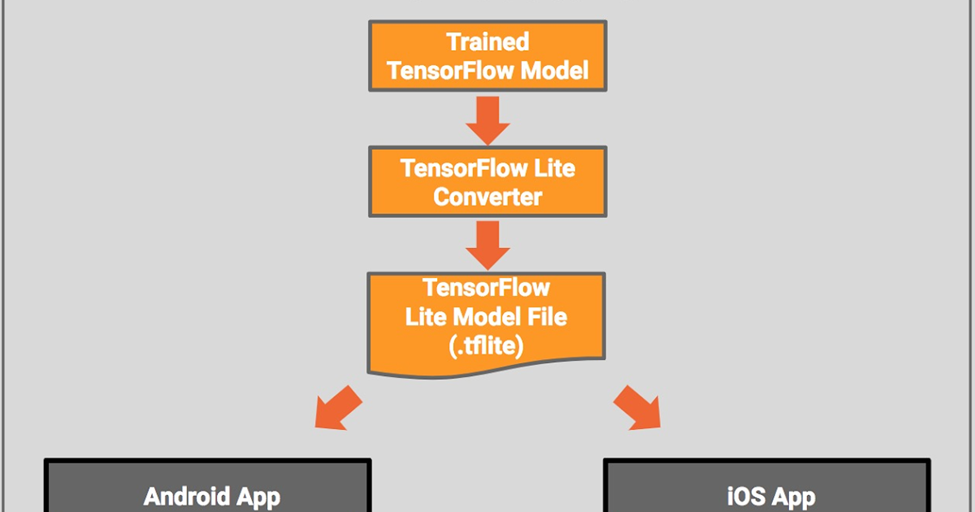 Trained
TensorFlow Model
TensorFlow Lite
Converter
TensorFlow
Lite Model File
(.tflite)
Android App
iOS App